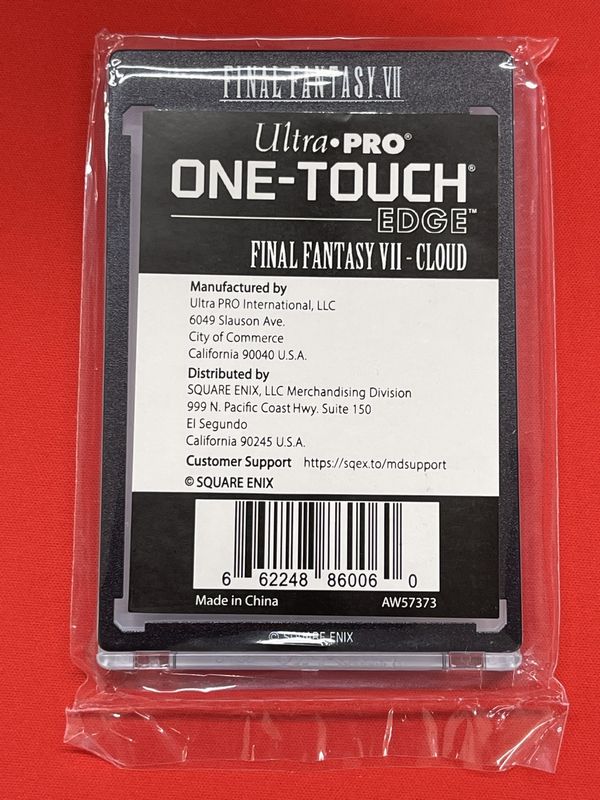 FINAL FANTASY VII
Ultra•PRO®
ONE-TOUCH®
EDGE™
FINAL FANTASY VII - CLOUD
Manufactured by
Ultra PRO International, LLC
6049 Slauson Ave.
City of Commerce
California 90040 U.S.A.
Distributed by
SQUARE ENIX, LLC Merchandising Division
999 N. Pacific Coast Hwy. Suite 150
El Segundo
California 90245 U.S.A.
Customer Support https://sqex.to/mdsupport
© SQUARE ENIX
6 62248 86006 0
Made in China AW57373
© SQUARE ENIX